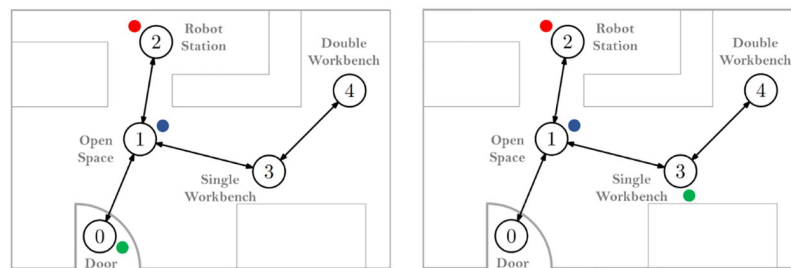 2
Robot
Station
Double
Workbench
4
1
Open
Space
3
Single
Workbench
0
Door
2
Robot
Station
Double
Workbench
4
1
Open
Space
3
Single
Workbench
0
Door